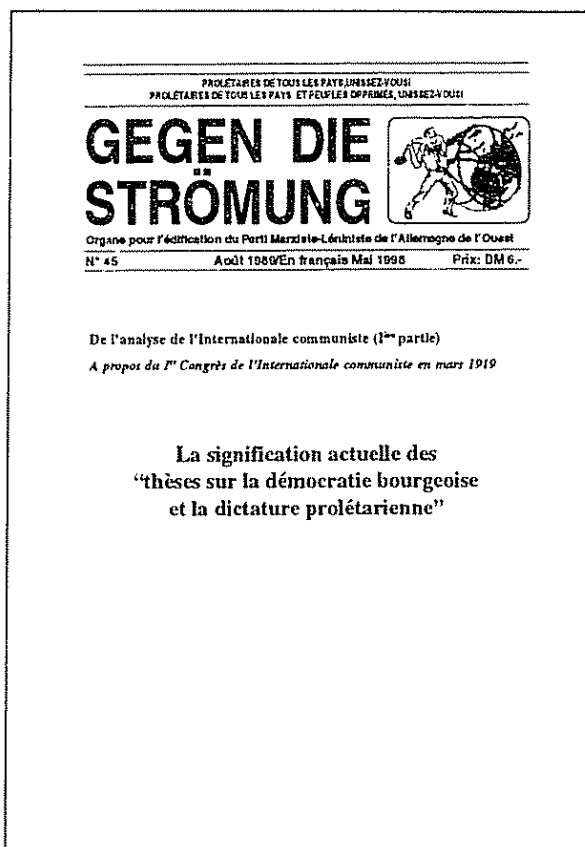 PROLÉTAIRES DE TOUS LES PAYS, UNISSEZ-VOUS!
PROLÉTAIRES DE TOUS LES PAYS ET PEUPLES OPPRIMÉS, UNISSEZ-VOUS!
GEGEN DIE
STRÖMUNG
Organe pour l'édification du Parti Marxiste-Léniniste de l'Allemagne de l'Ouest
N° 45 Août 1989/En français Mai 1998 Prix: DM 6.-
De l'analyse de l'Internationale communiste (Ière partie)
A propos du Ier Congrès de l'Internationale communiste en mars 1919
La signification actuelle des
“thèses sur la démocratie bourgeoise
et la dictature prolétarienne”